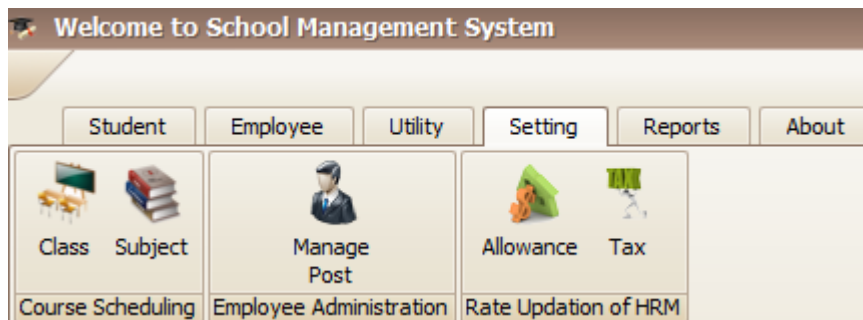 Welcome to School Management System
Student Employee Utility Setting Reports About
Class Subject Manage Post Allowance Tax
Course Scheduling Employee Administration Rate Updation of HRM